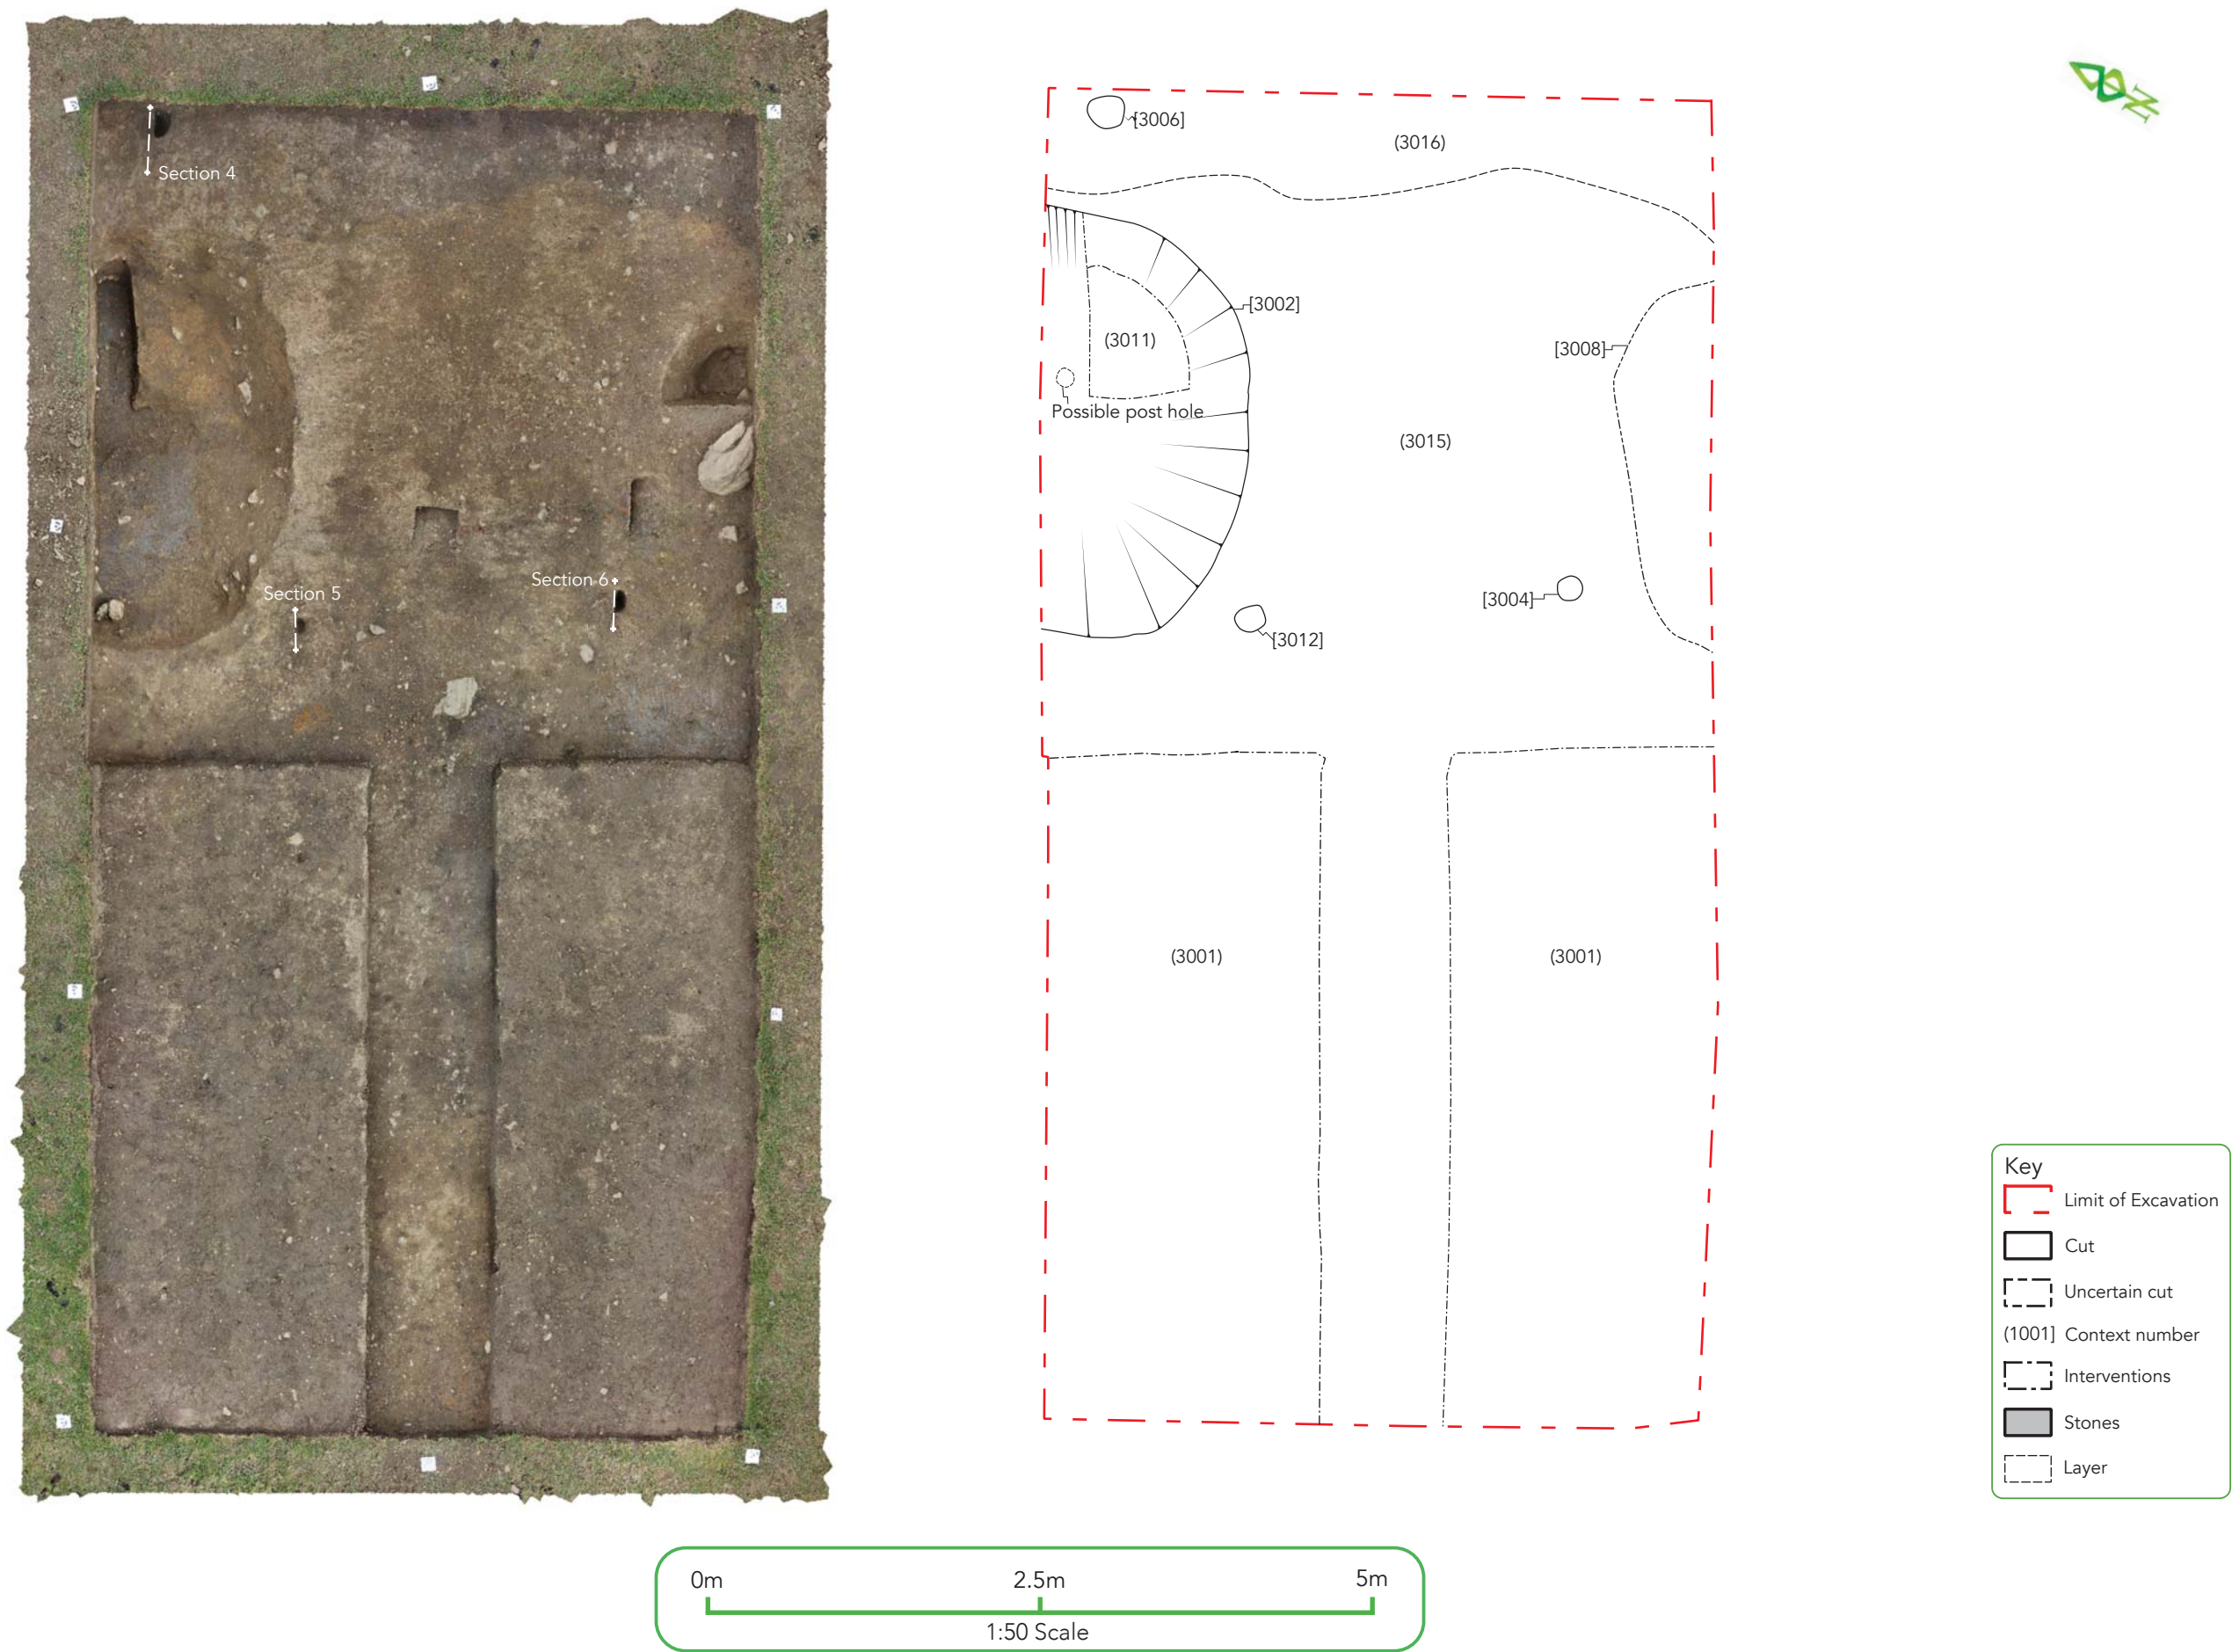 Section 4
Section 5
Section 6
[3006]
(3016)
[3002]
(3011)
[3008]
Possible post hole
(3015)
[3004]
[3012]
(3001)
(3001)
N
Key
Limit of Excavation
Cut
Uncertain cut
(1001] Context number
Interventions
Stones
Layer
0m
2.5m
5m
1:50 Scale